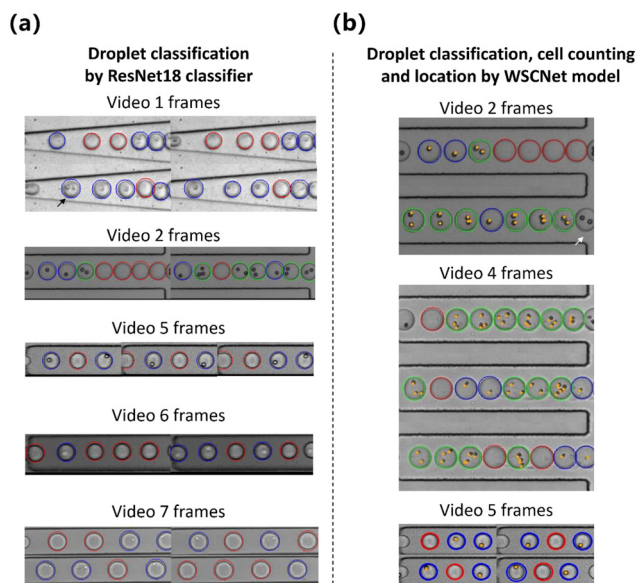 (a)
Droplet classification
by ResNet18 classifier
Video 1 frames
Video 2 frames
Video 5 frames
Video 6 frames
Video 7 frames
(b)
Droplet classification, cell counting
and location by WSCNet model
Video 2 frames
Video 4 frames
Video 5 frames